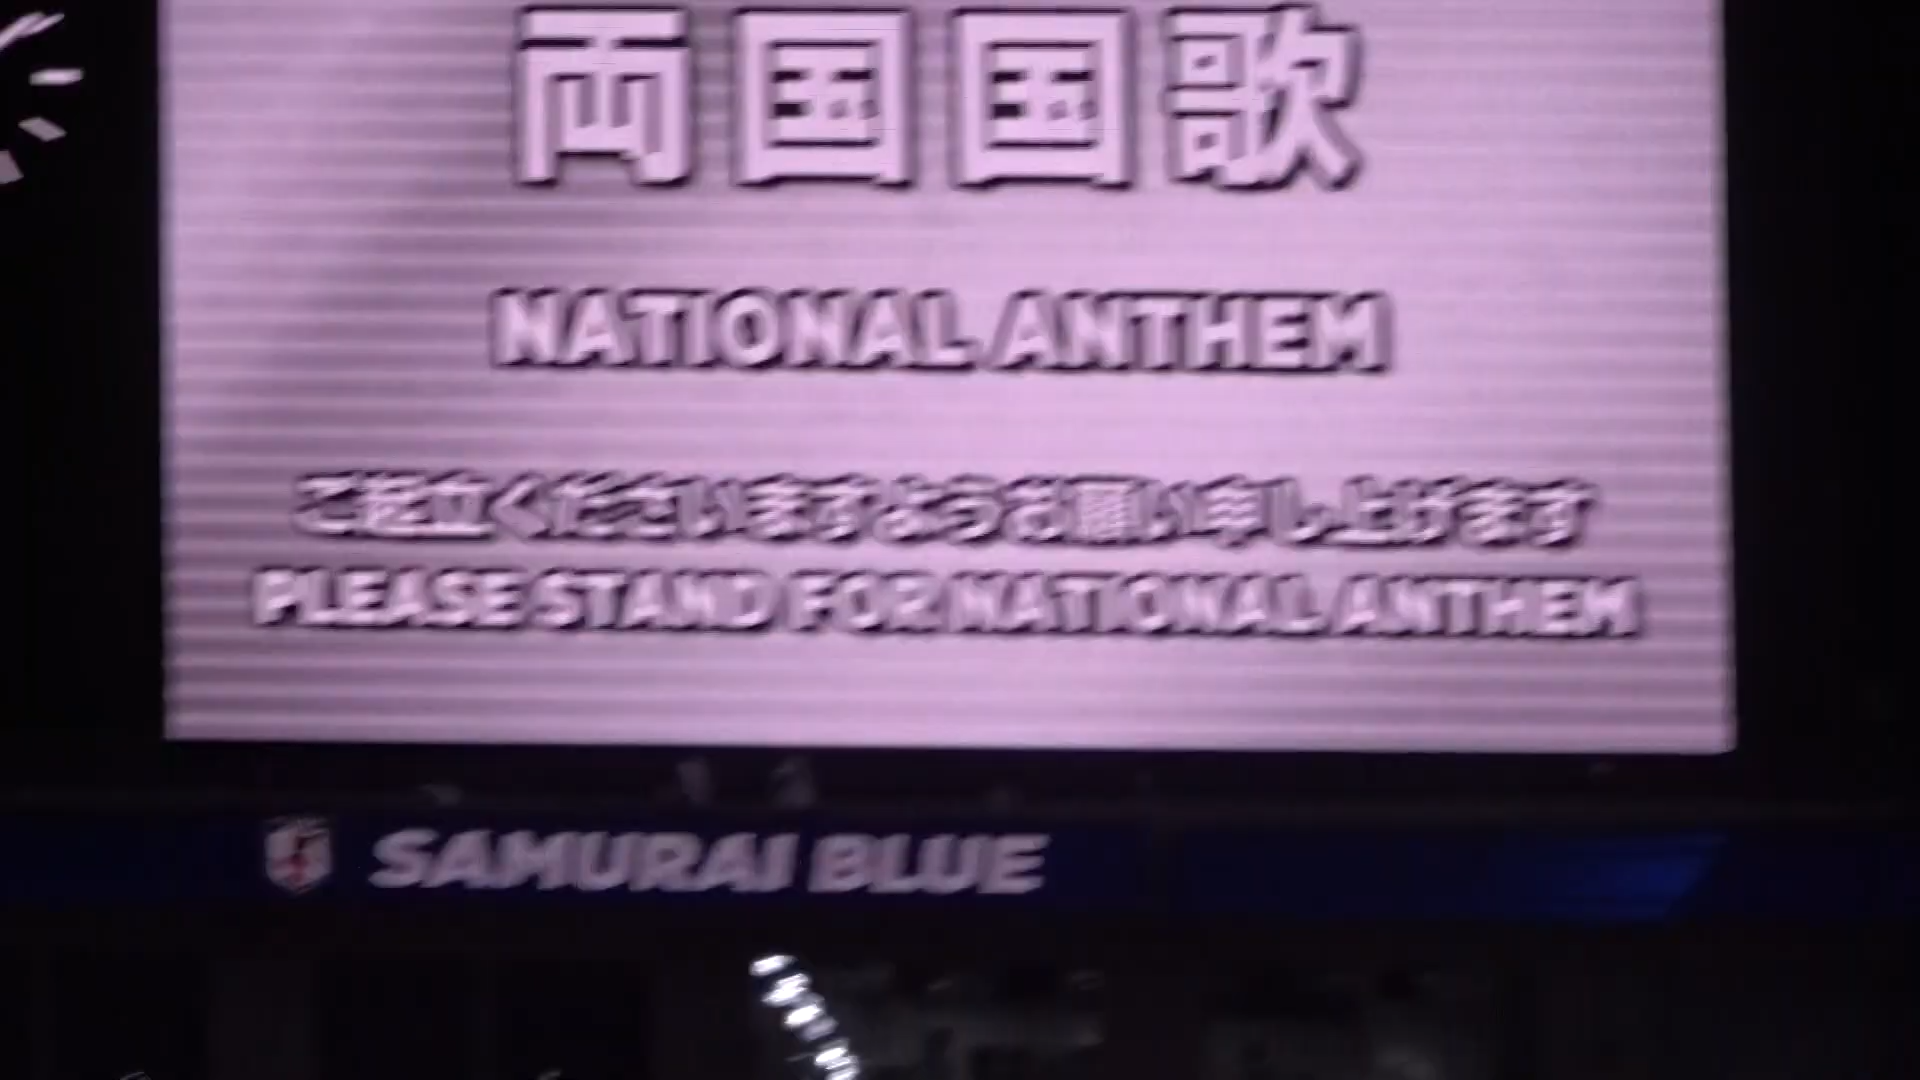 両国国歌
NATIONAL ANTHEM
ご起立くださいますようお願い申し上げます
PLEASE STAND FOR NATIONAL ANTHEM
SAMURAI BLUE